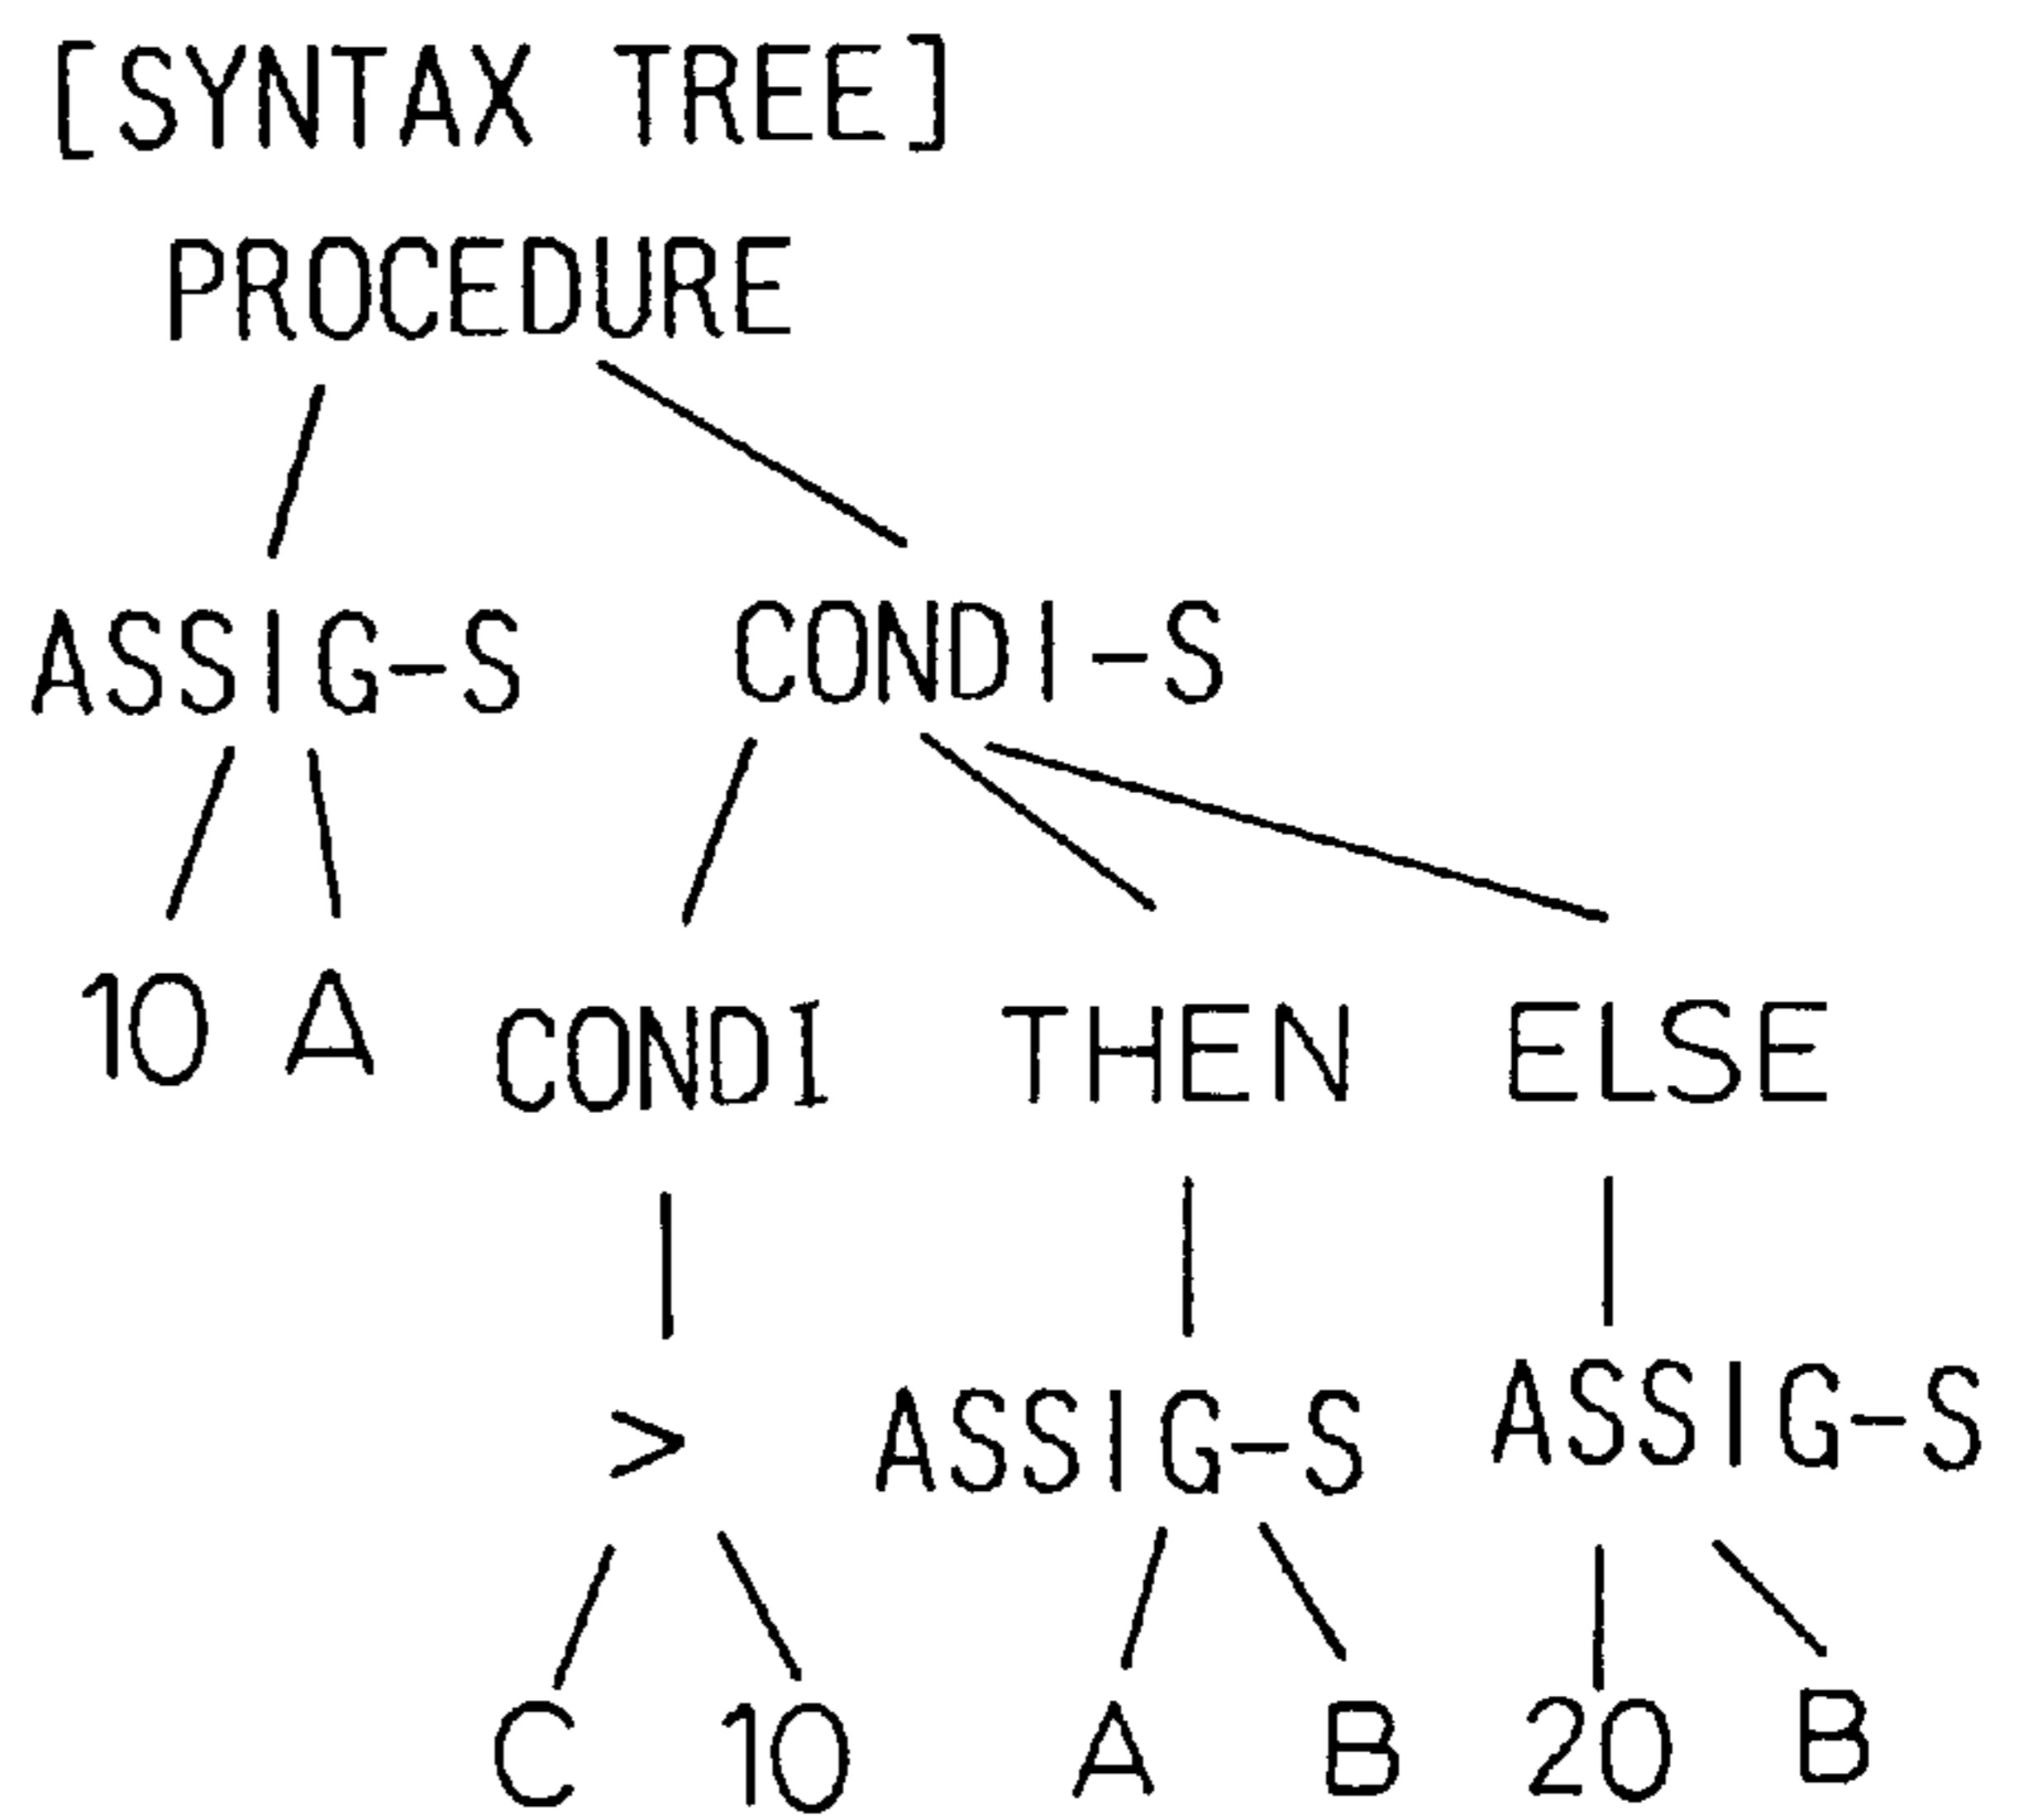 [SYNTAX TREE]
PROCEDURE
ASSIG-S CONDI-S
10 A CONDI THEN ELSE
> ASSIG-S ASSIG-S
C 10 A B 20 B